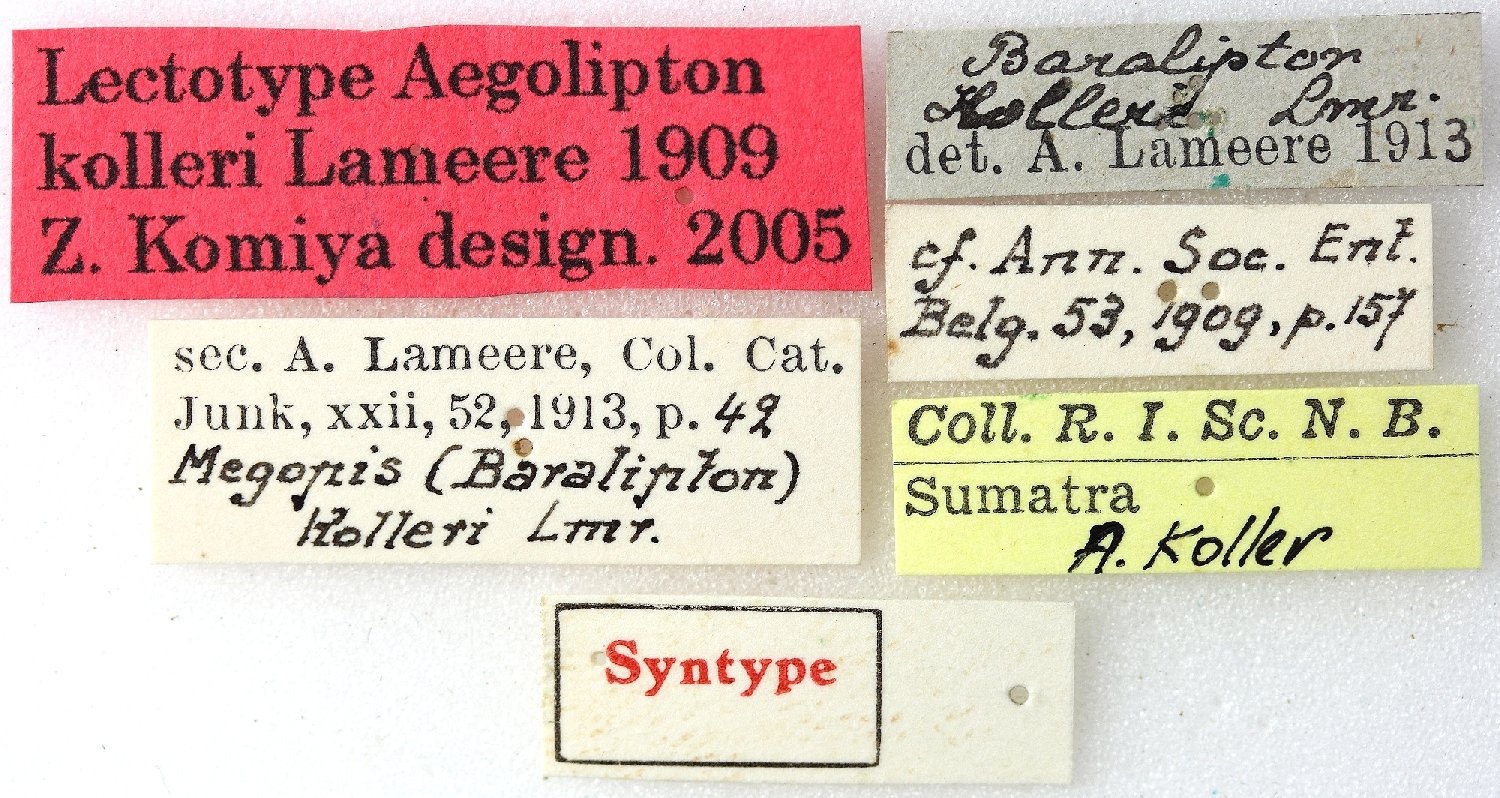 Lectotype Aegolipton
kolleri Lameere 1909
Z. Komiya design. 2005
Baralipton
Kolleri Lmr.
det. A. Lameere 1913
cf. Ann. Soc. Ent.
Belg. 53, 1909, p. 157
sec. A. Lameere, Col. Cat.
Junk, xxii, 52, 1913, p. 42
Megopis (Baralipton)
Kolleri Lmr.
Coll. R. I. Sc. N. B.
Sumatra
A. Koller
Syntype